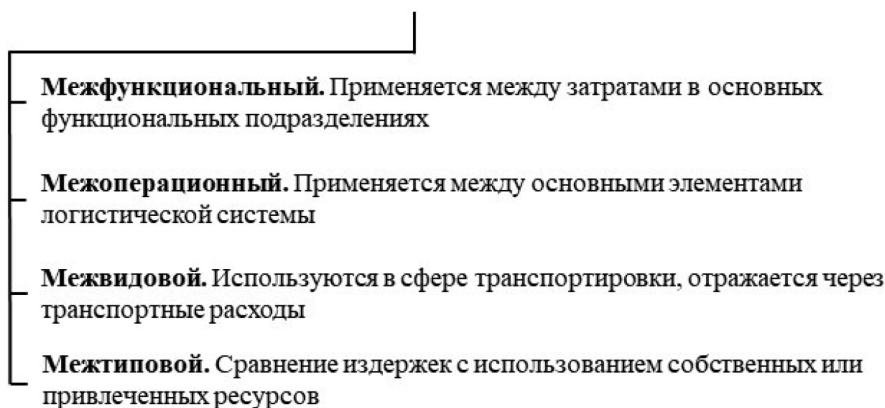 Межфункциональный. Применяется между затратами в основных
функциональных подразделениях
Межоперационный. Применяется между основными элементами
логистической системы
Межвидовой. Используются в сфере транспортировки, отражается через
транспортные расходы
Межтиповой. Сравнение издержек с использованием собственных или
привлеченных ресурсов